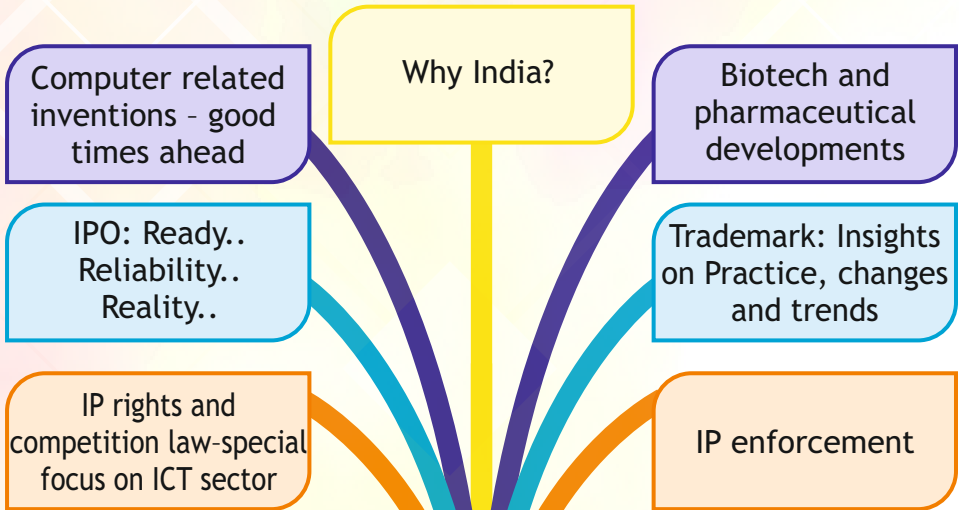 Why India?
Computer related
inventions – good
times ahead
Biotech and
pharmaceutical
developments
IPO: Ready..
Reliability..
Reality..
Trademark: Insights
on Practice, changes
and trends
IP rights and
competition law–special
focus on ICT sector
IP enforcement